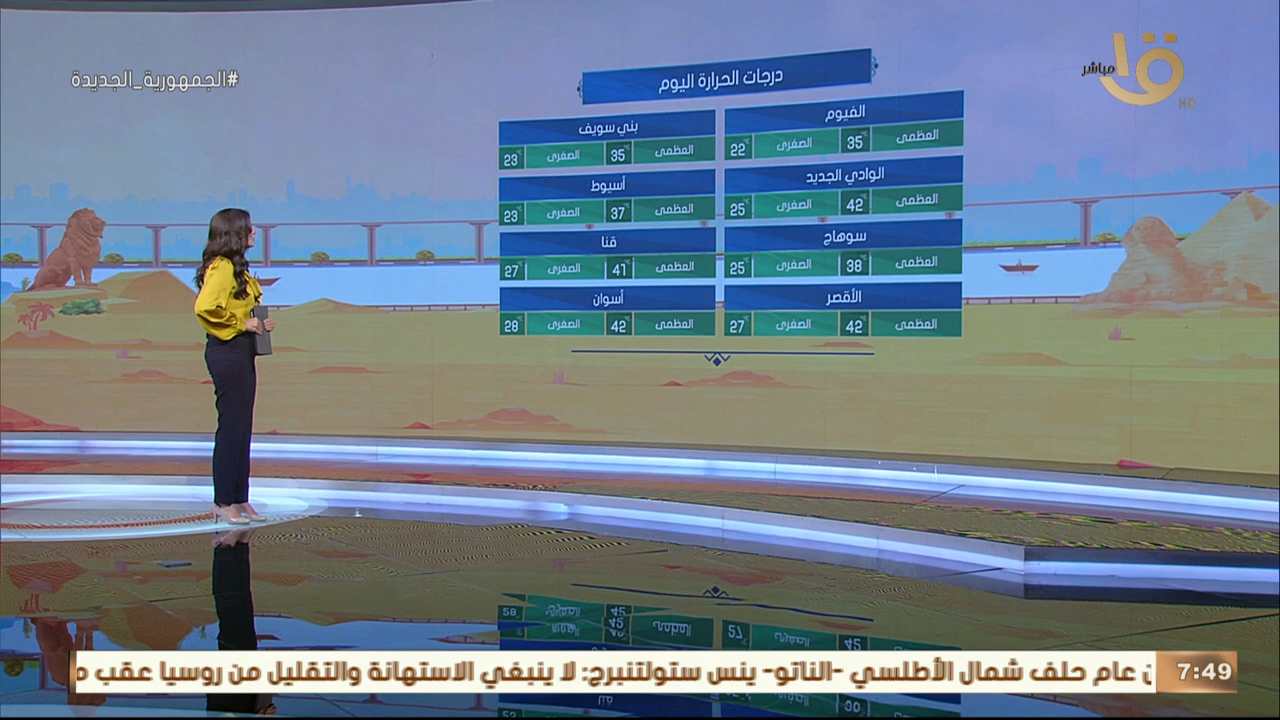 #الجمهورية_الجديدة
مباشر
HD
درجات الحرارة اليوم
الفيوم
العظمى 35 الصغرى 22
بني سويف
العظمى 35 الصغرى 23
الوادي الجديد
العظمى 42 الصغرى 25
أسيوط
العظمى 37 الصغرى 23
سوهاج
العظمى 38 الصغرى 25
قنا
العظمى 41 الصغرى 27
الأقصر
العظمى 42 الصغرى 27
أسوان
العظمى 42 الصغرى 28
7:49
عام حلف شمال الأطلسي -الناتو- ينس ستولتنبرج: لا ينبغي الاستهانة والتقليل من روسيا عقب